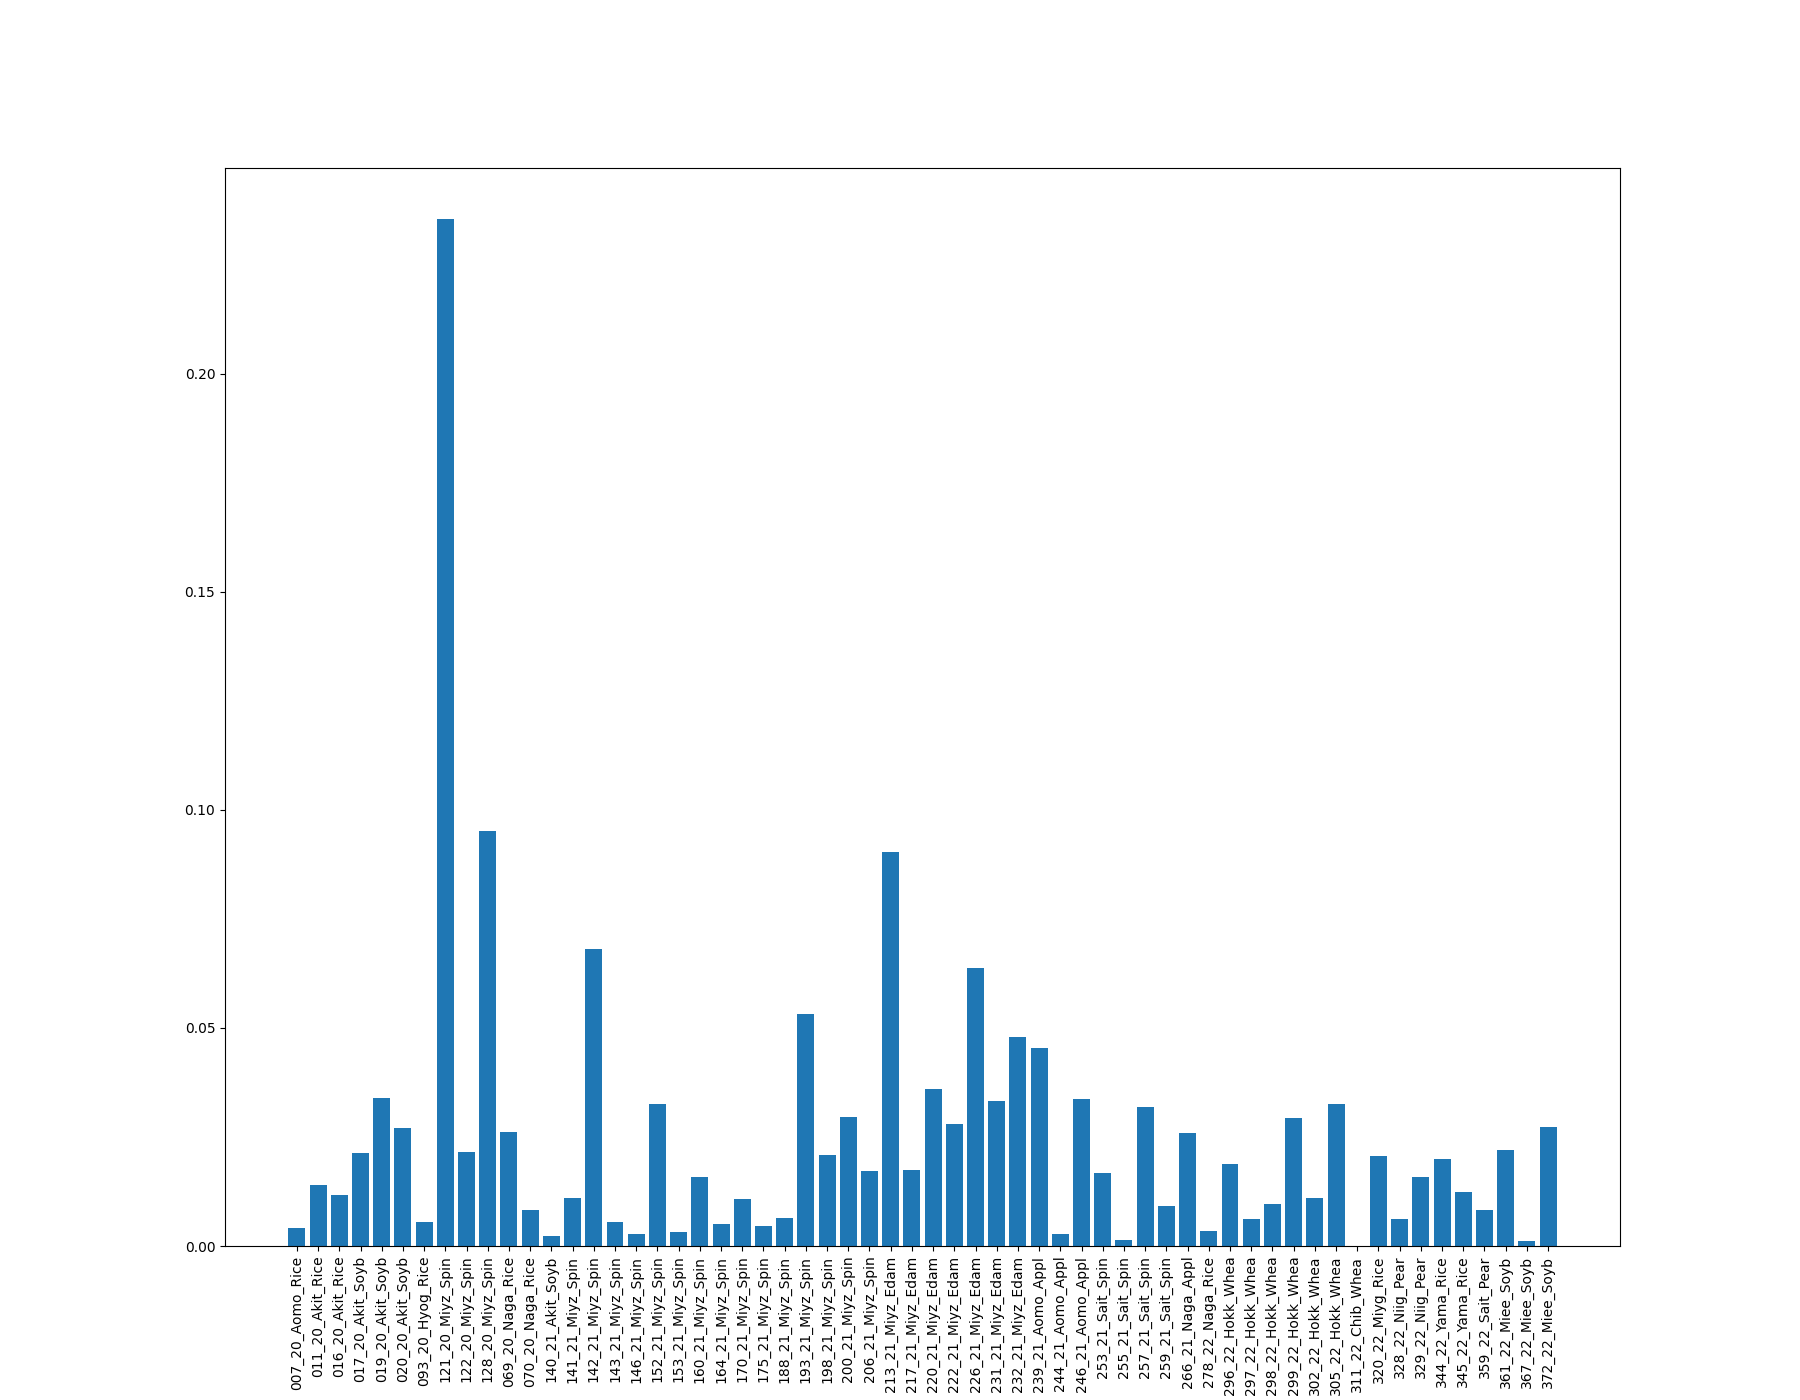 0.20
0.15
0.10
0.05
0.00
007_20_Aomo_Rice
011_20_Akit_Rice
016_20_Akit_Rice
017_20_Akit_Soyb
019_20_Akit_Soyb
020_20_Akit_Soyb
093_20_Hyog_Rice
121_20_Miyz_Spin
122_20_Miyz_Spin
128_20_Miyz_Spin
069_20_Naga_Rice
070_20_Naga_Rice
140_21_Akit_Soyb
141_21_Miyz_Spin
142_21_Miyz_Spin
143_21_Miyz_Spin
146_21_Miyz_Spin
152_21_Miyz_Spin
153_21_Miyz_Spin
160_21_Miyz_Spin
164_21_Miyz_Spin
170_21_Miyz_Spin
175_21_Miyz_Spin
188_21_Miyz_Spin
193_21_Miyz_Spin
198_21_Miyz_Spin
200_21_Miyz_Spin
206_21_Miyz_Spin
213_21_Miyz_Edam
217_21_Miyz_Edam
220_21_Miyz_Edam
222_21_Miyz_Edam
226_21_Miyz_Edam
231_21_Miyz_Edam
232_21_Miyz_Edam
239_21_Aomo_Appl
244_21_Aomo_Appl
246_21_Aomo_Appl
253_21_Sait_Spin
255_21_Sait_Spin
257_21_Sait_Spin
259_21_Sait_Spin
266_21_Naga_Appl
278_22_Naga_Rice
296_22_Hokk_Whea
297_22_Hokk_Whea
298_22_Hokk_Whea
299_22_Hokk_Whea
302_22_Hokk_Whea
305_22_Hokk_Whea
311_22_Chib_Whea
320_22_Miyg_Rice
328_22_Niig_Pear
329_22_Niig_Pear
344_22_Yama_Rice
345_22_Yama_Rice
359_22_Sait_Pear
361_22_Miee_Soyb
367_22_Miee_Soyb
372_22_Miee_Soyb